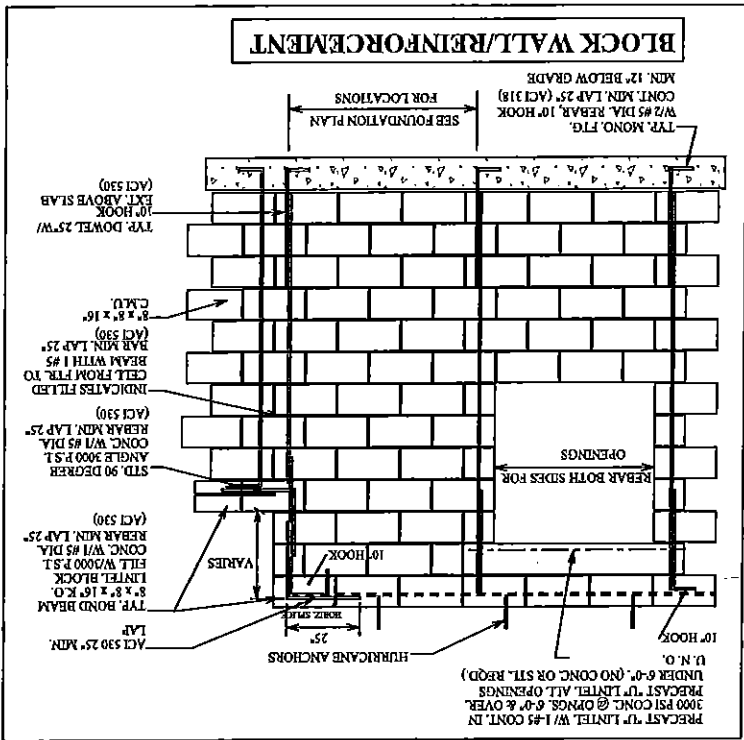 PRECAST "U" LINTEL W/ 1-#5 CONT. IN
3000 PSI CONC. @ OPNGS. 6'-0" & OVER.
PRECAST "U" LINTEL ALL OPENINGS
UNDER 6'-0". (NO CONC. OR STL. REQD.)
U. N. O.
HURRICANE ANCHORS
25"
HORIZ. SPLICE
ACI 530 25" MIN.
LAP
10" HOOK
10" HOOK
VARIES
TYP. BOND BEAM
8" x 8" x 16" K.O.
LINTEL BLOCK
FILL W/3000 P.S.I.
CONC. W/1 #5 DIA.
REBAR MIN. LAP 25"
(ACI 530)
REBAR BOTH SIDES FOR
OPENINGS
STD. 90 DEGREE
ANGLE 3000 P.S.I.
CONC. W/1 #5 DIA.
REBAR MIN. LAP 25"
(ACI 530)
INDICATES FILLED
CELL FROM FTR. TO
BEAM WITH 1 #5
BAR MIN. LAP 25"
(ACI 530)
8" x 8" x 16"
C.M.U.
TYP. DOWEL 25" W/
10" HOOK
EXT. ABOVE SLAB
(ACI 530)
TYP. MONO. FTG.
W/2 #5 DIA. REBAR, 10" HOOK
CONT. MIN. LAP 25" (ACI 318)
MIN. 12" BELOW GRADE
SEE FOUNDATION PLAN
FOR LOCATIONS
BLOCK WALL/REINFORCEMENT